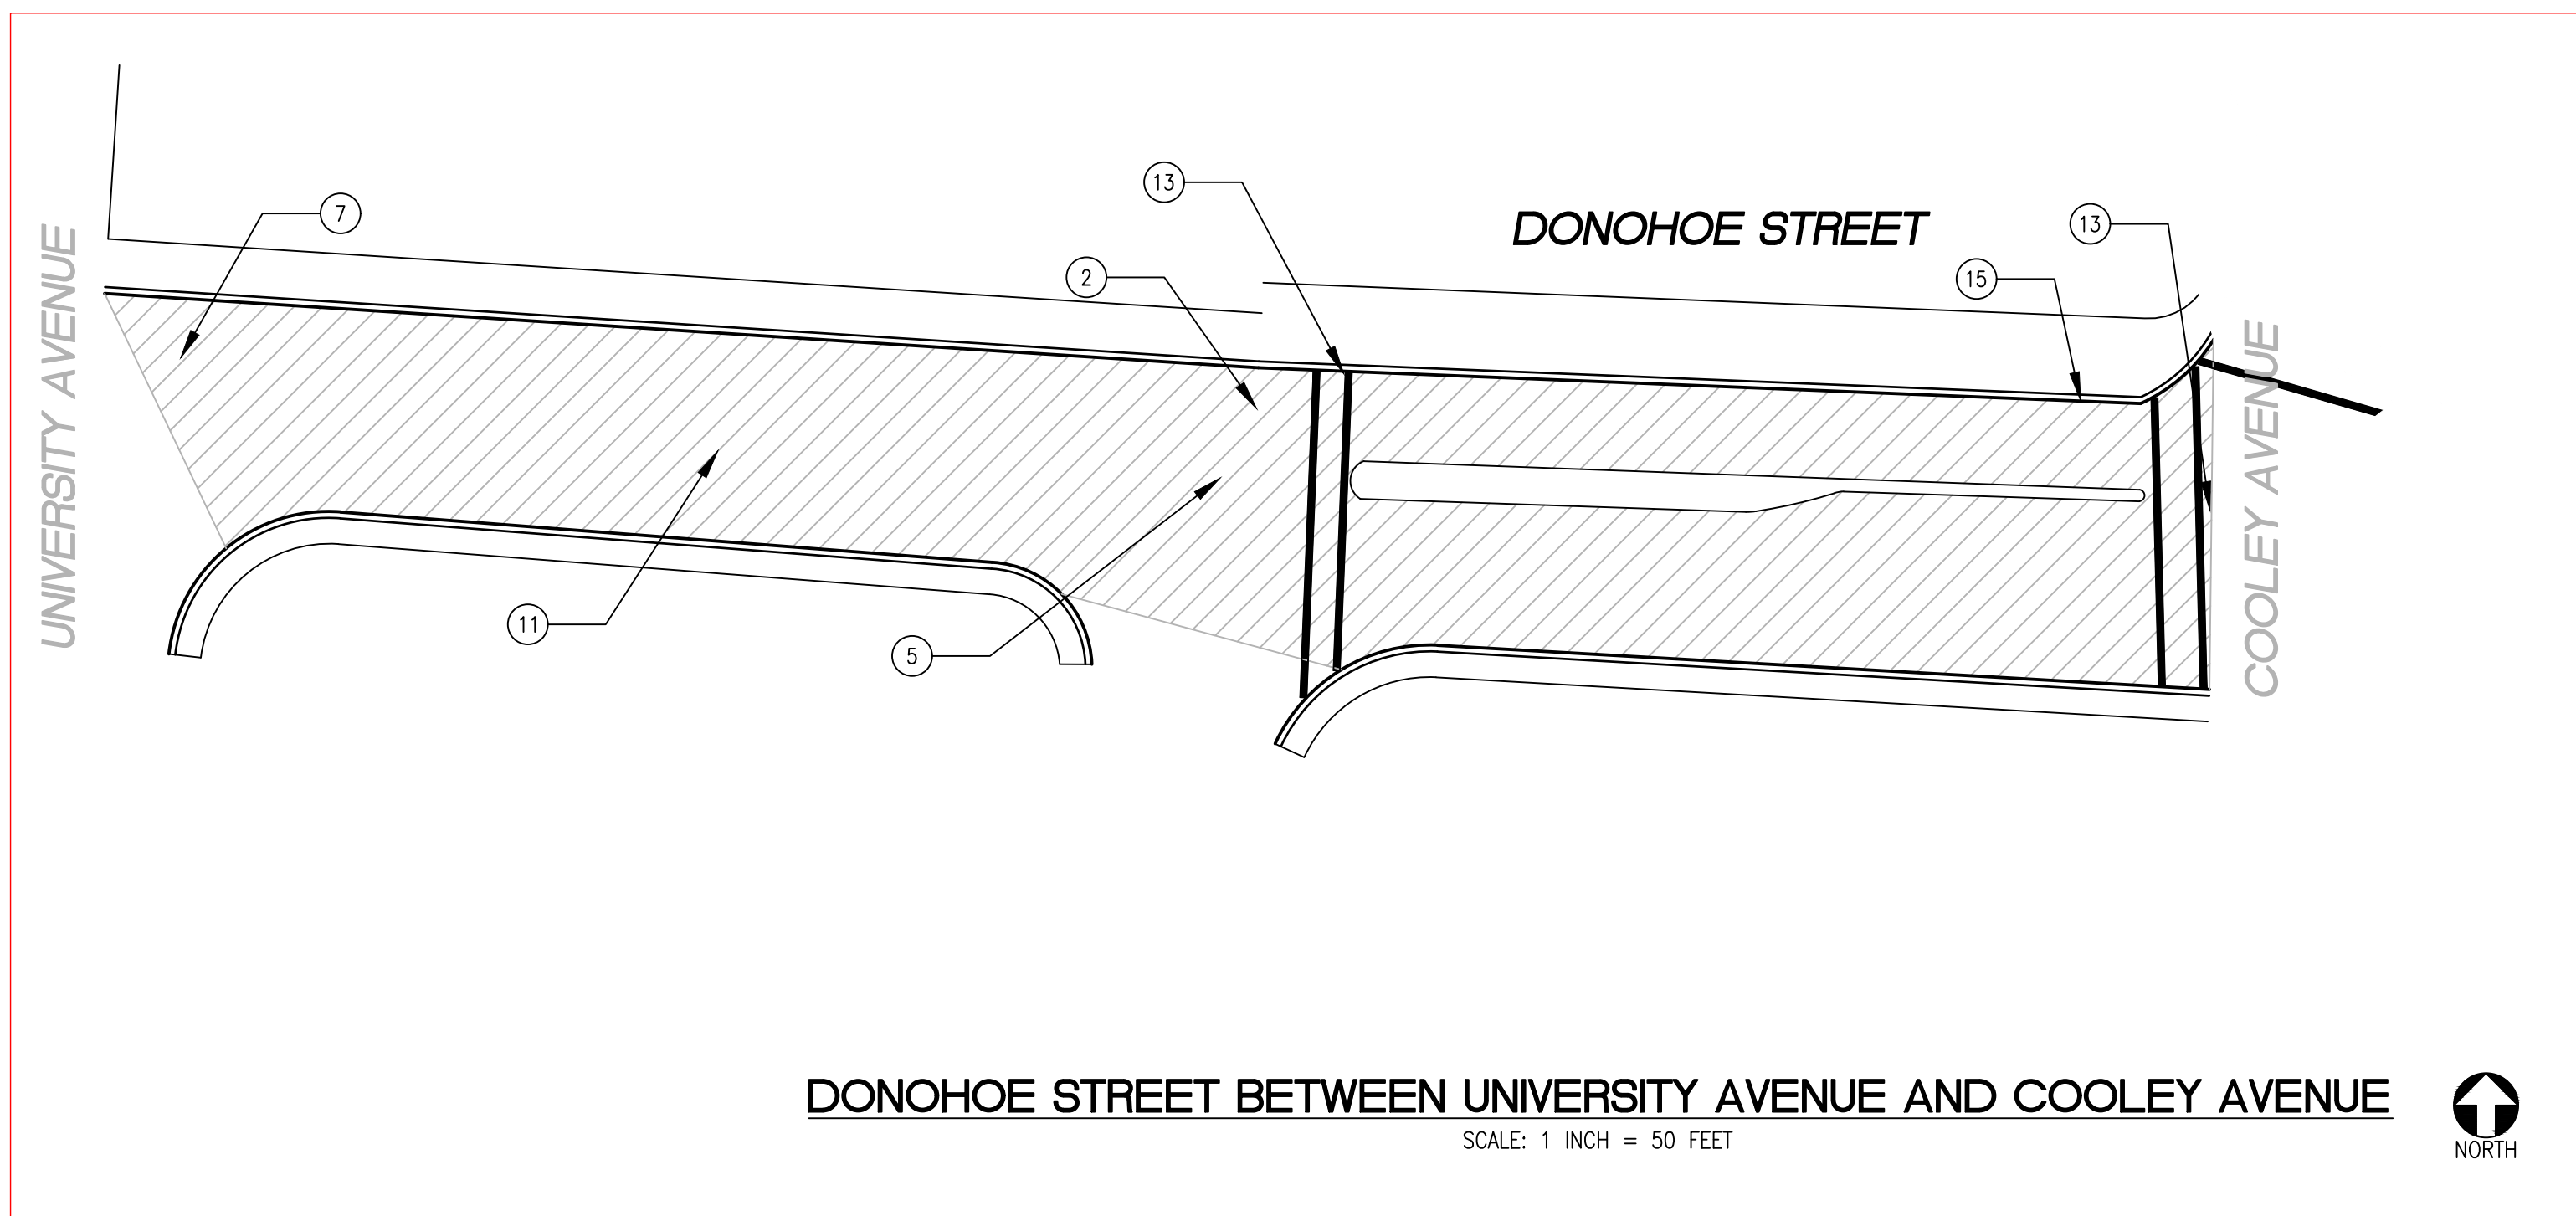 13
7
DONOHOE STREET
13
2
15
UNIVERSITY AVENUE
COOLEY AVENUE
11
5
DONOHOE STREET BETWEEN UNIVERSITY AVENUE AND COOLEY AVENUE
SCALE: 1 INCH = 50 FEET
NORTH